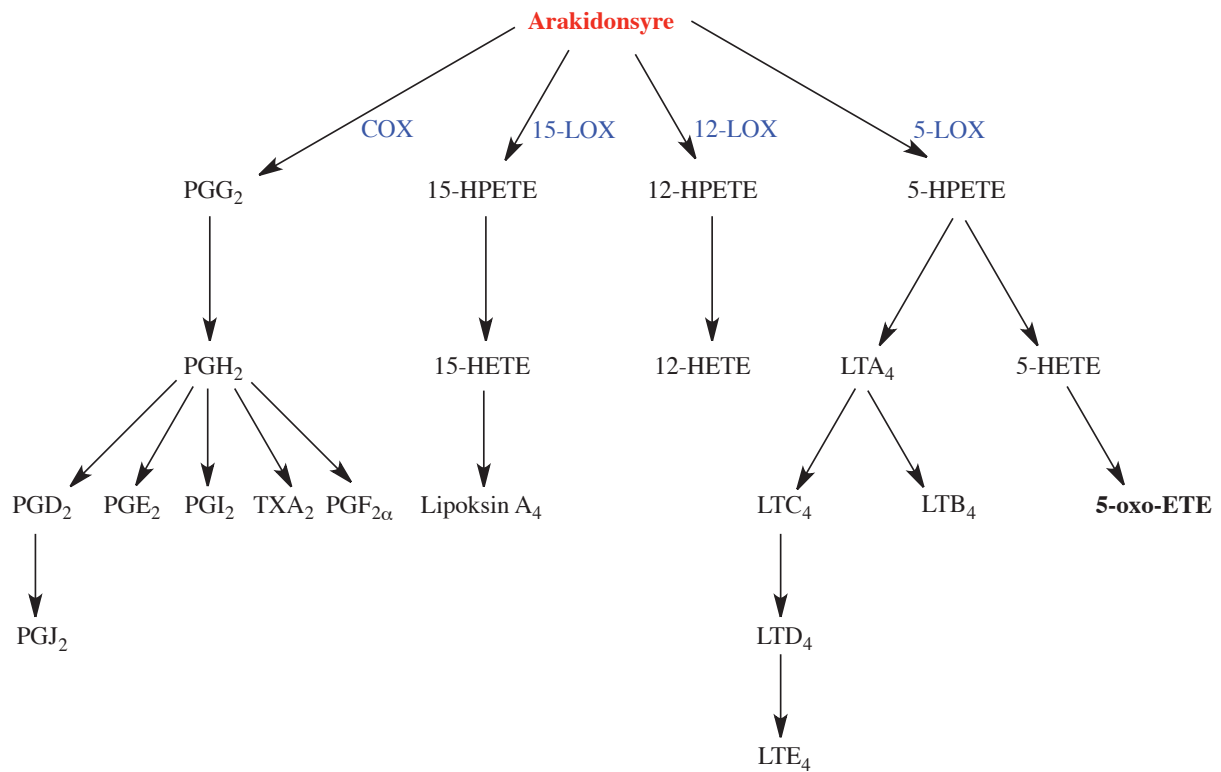 Arakidonsyre
COX 15-LOX 12-LOX 5-LOX
PGG₂ 15-HPETE 12-HPETE 5-HPETE
PGH₂ 15-HETE 12-HETE LTA₄ 5-HETE
PGD₂ PGE₂ PGI₂ TXA₂ PGF₂α Lipoksin A₄ LTC₄ LTB₄ 5-oxo-ETE
PGJ₂ LTD₄
LTE₄